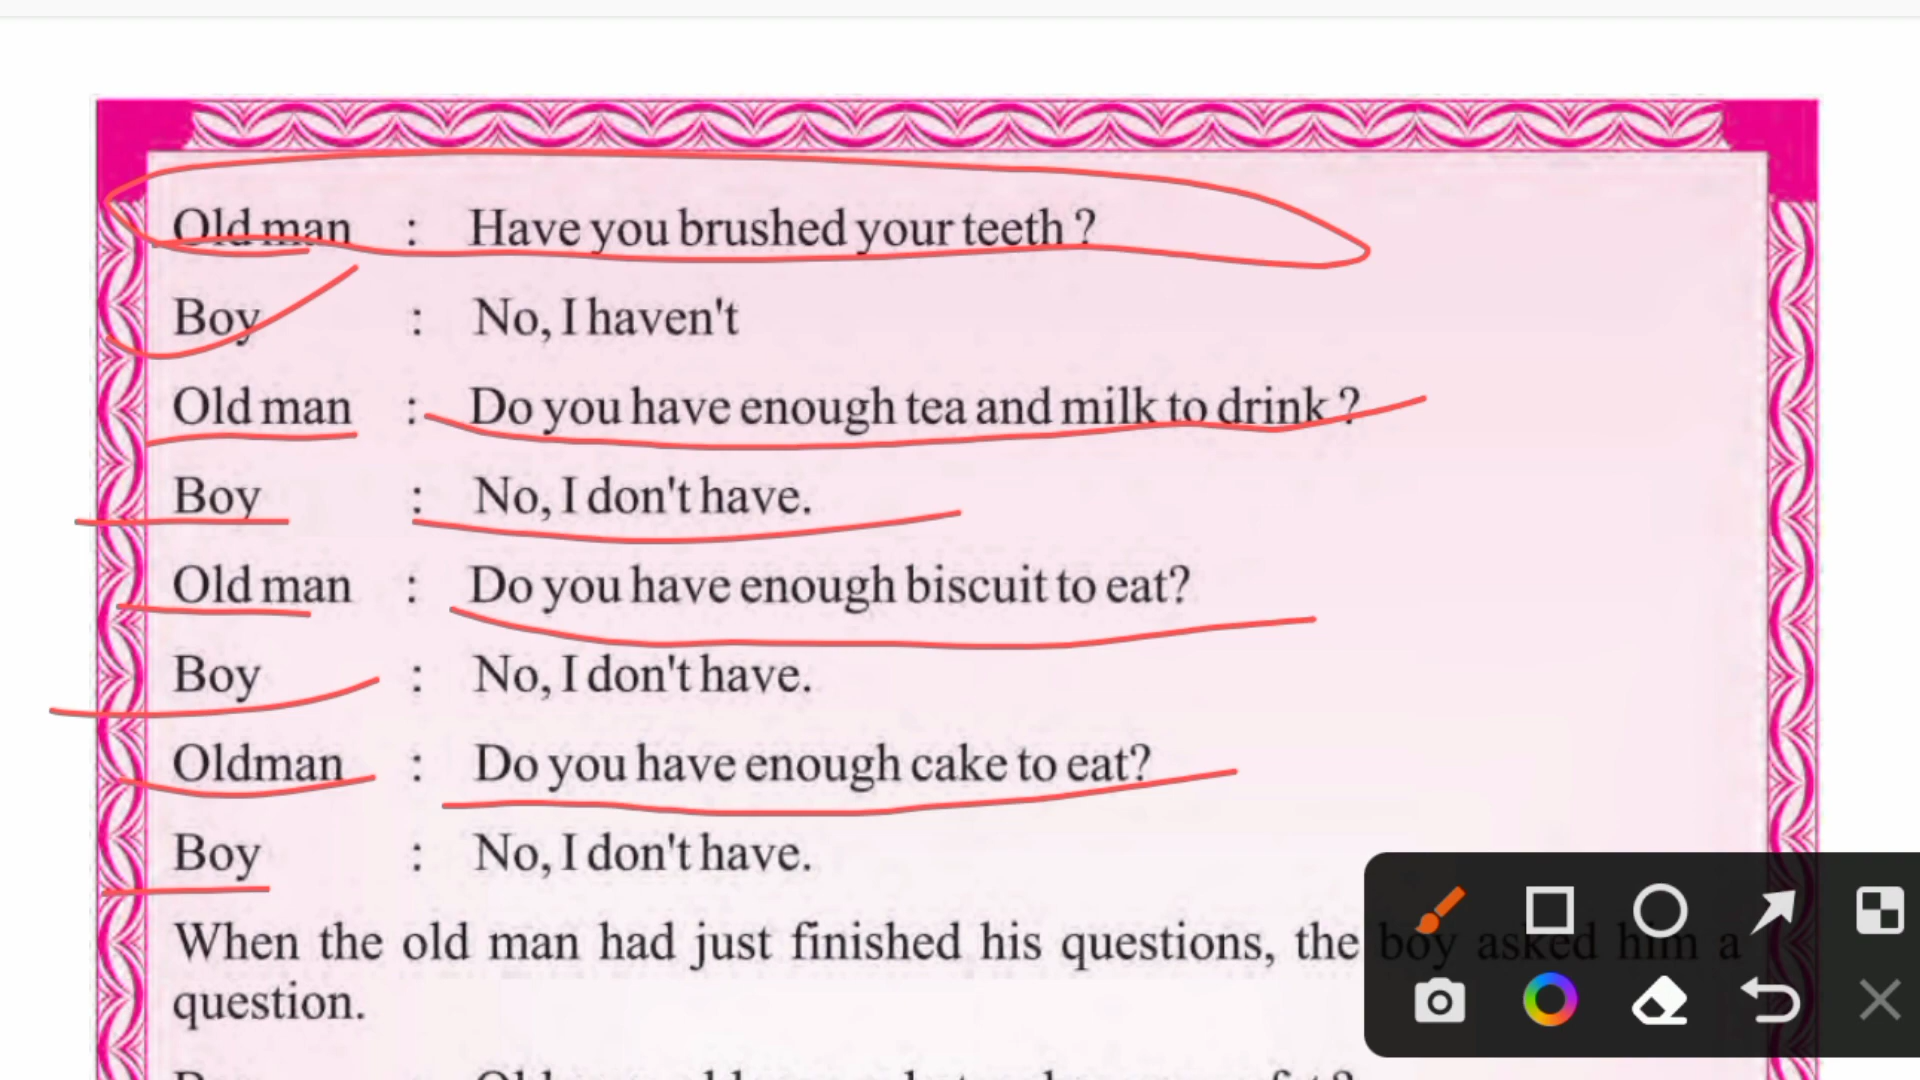 Old man : Have you brushed your teeth ?
Boy : No, I haven't
Old man : Do you have enough tea and milk to drink ?
Boy : No, I don't have.
Old man : Do you have enough biscuit to eat?
Boy : No, I don't have.
Oldman : Do you have enough cake to eat?
Boy : No, I don't have.
When the old man had just finished his questions, the boy asked him a
question.